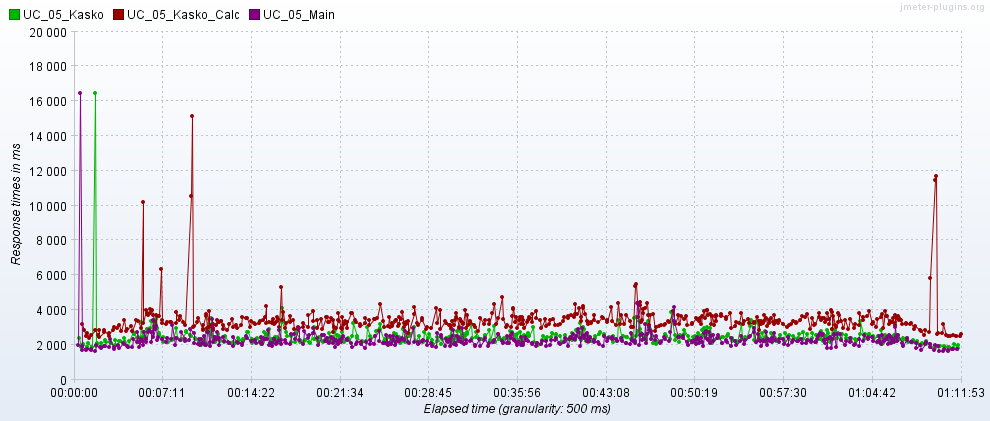 jmeter-plugins.org
UC_05_Kasko UC_05_Kasko_Calc UC_05_Main
20 000
18 000
16 000
14 000
12 000
10 000
8 000
6 000
4 000
2 000
0
Response times in ms
00:00:00 00:07:11 00:14:22 00:21:34 00:28:45 00:35:56 00:43:08 00:50:19 00:57:30 01:04:42 01:11:53
Elapsed time (granularity: 500 ms)